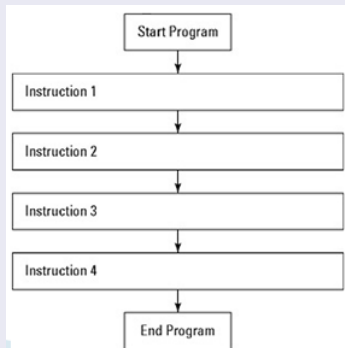 Start Program
Instruction 1
Instruction 2
Instruction 3
Instruction 4
End Program